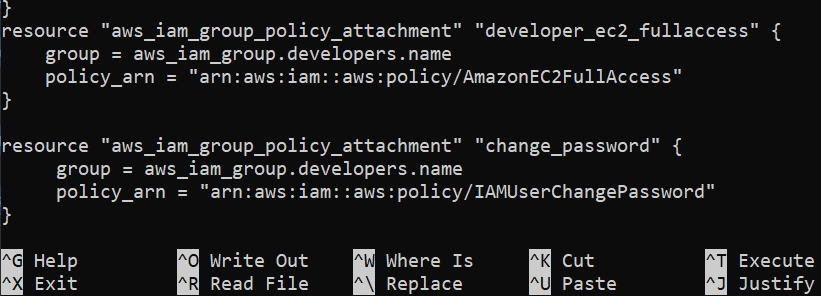 }
resource "aws_iam_group_policy_attachment" "developer_ec2_fullaccess" {
    group = aws_iam_group.developers.name
    policy_arn = "arn:aws:iam::aws:policy/AmazonEC2FullAccess"
}

resource "aws_iam_group_policy_attachment" "change_password" {
     group = aws_iam_group.developers.name
     policy_arn = "arn:aws:iam::aws:policy/IAMUserChangePassword"
}
^G Help ^O Write Out ^W Where Is ^K Cut ^T Execute
^X Exit ^R Read File ^\ Replace ^U Paste ^J Justify